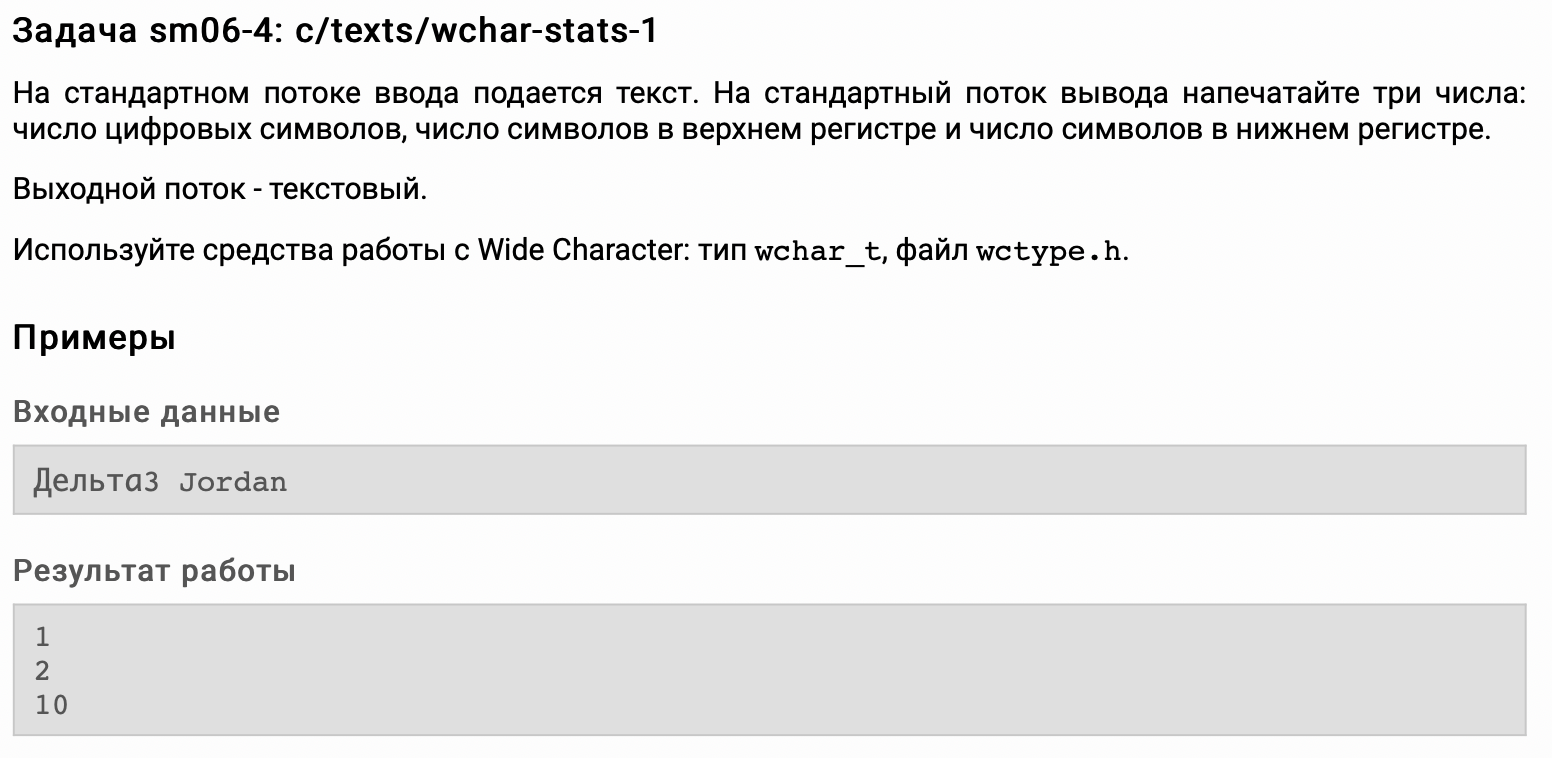 Задача sm06-4: c/texts/wchar-stats-1
На стандартном потоке ввода подается текст. На стандартный поток вывода напечатайте три числа:
число цифровых символов, число символов в верхнем регистре и число символов в нижнем регистре.
Выходной поток - текстовый.
Используйте средства работы с Wide Character: тип wchar_t, файл wctype.h.
Примеры
Входные данные
Дельта3 Jordan
Результат работы
1
2
10